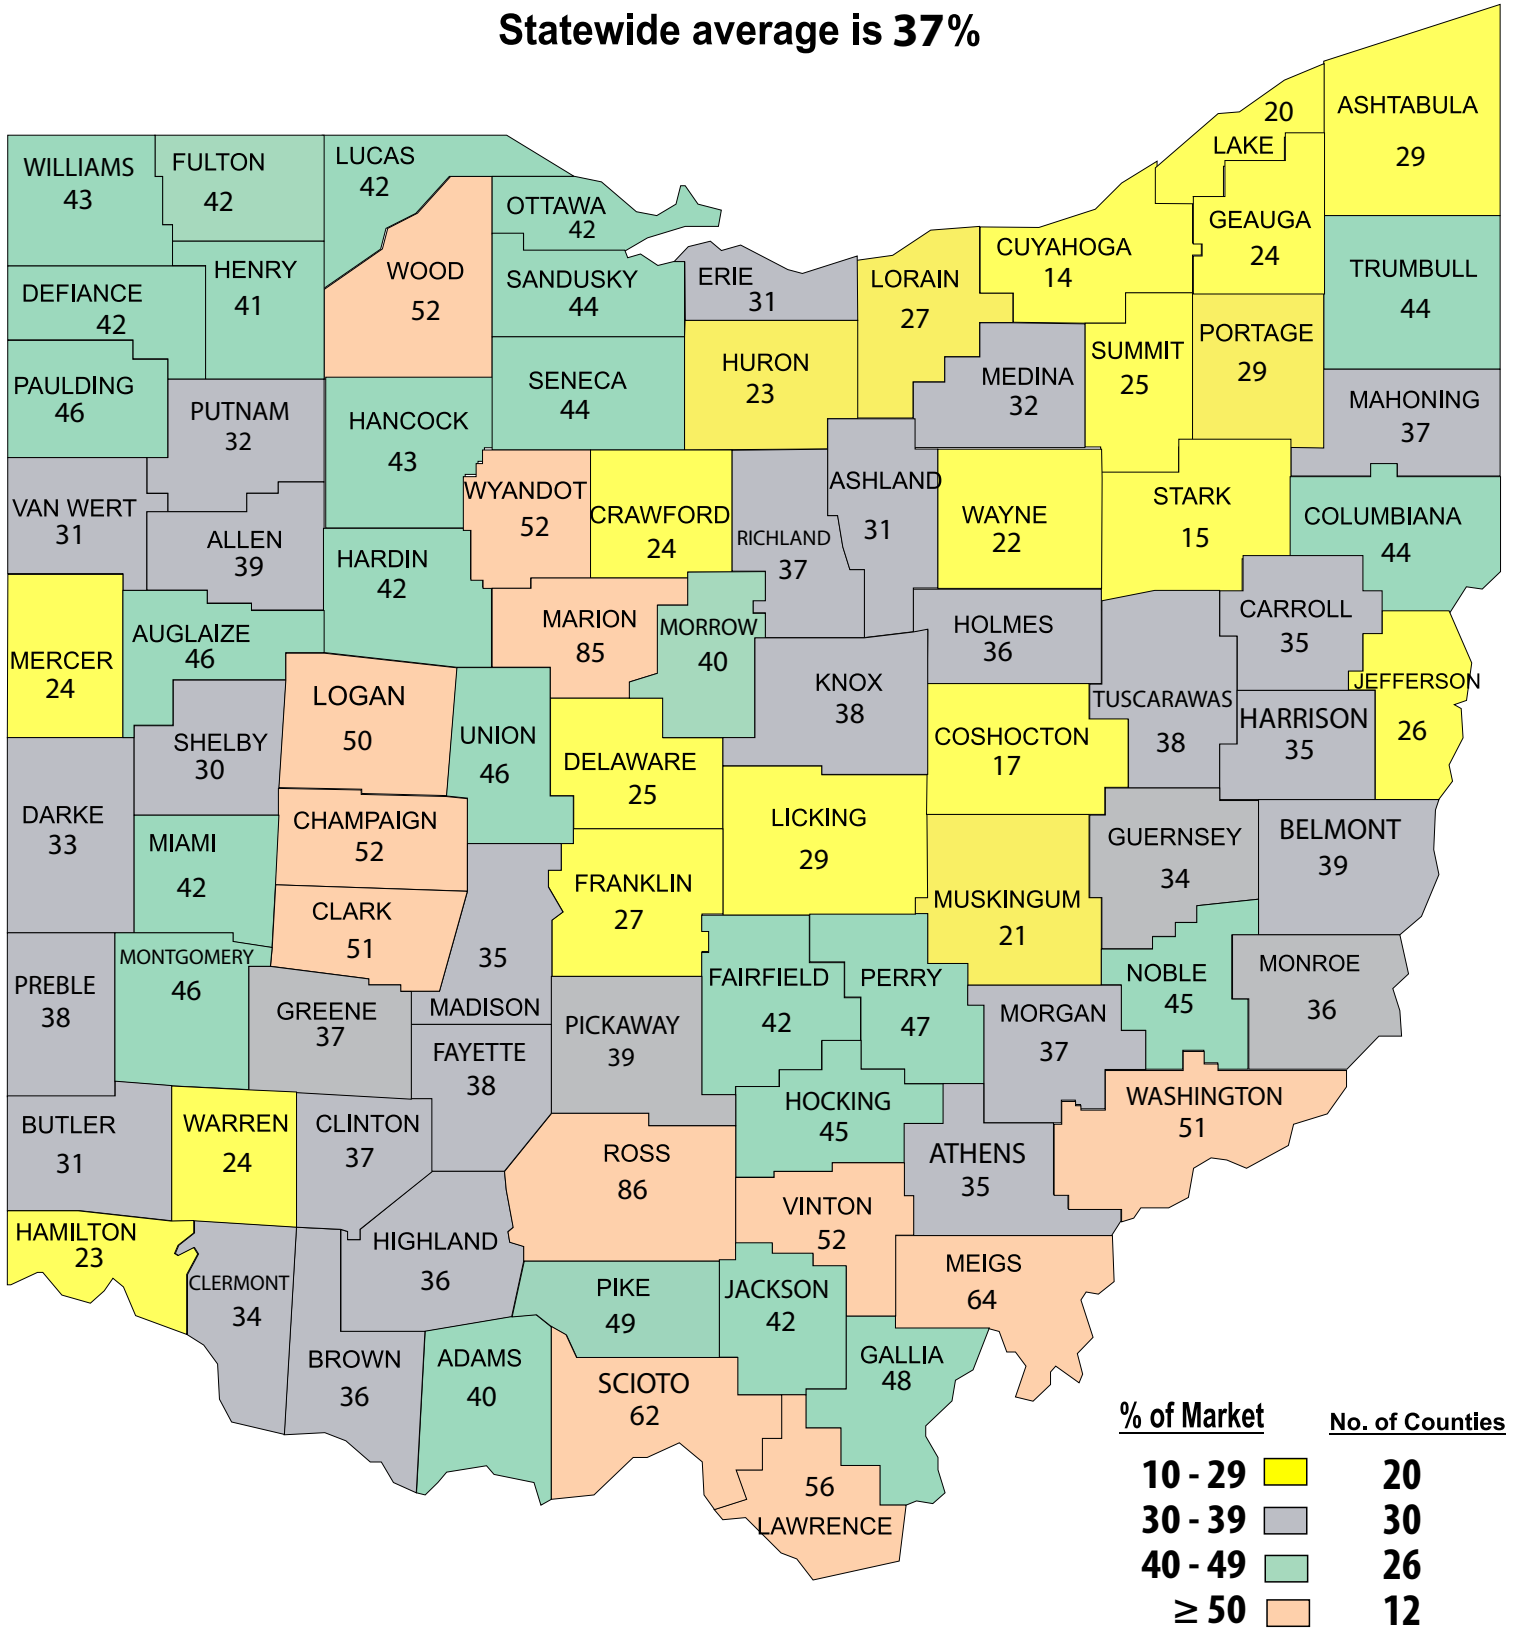 Statewide average is 37%
ASHTABULA
29
20
LAKE
WILLIAMS
43
FULTON
42
LUCAS
42
OTTAWA
42
GEAUGA
24
CUYAHOGA
14
HENRY
41
WOOD
52
SANDUSKY
44
ERIE
31
LORAIN
27
TRUMBULL
44
DEFIANCE
42
PORTAGE
29
SUMMIT
25
HURON
23
MEDINA
32
SENECA
44
PAULDING
46
PUTNAM
32
HANCOCK
43
MAHONING
37
VAN WERT
31
ALLEN
39
WYANDOT
52
CRAWFORD
24
RICHLAND
37
ASHLAND
31
WAYNE
22
STARK
15
COLUMBIANA
44
HARDIN
42
MERCER
24
AUGLAIZE
46
MARION
85
MORROW
40
HOLMES
36
CARROLL
35
LOGAN
50
UNION
46
KNOX
38
TUSCARAWAS
38
HARRISON
35
JEFFERSON
26
SHELBY
30
DELAWARE
25
COSHOCTON
17
DARKE
33
MIAMI
42
CHAMPAIGN
52
LICKING
29
GUERNSEY
34
BELMONT
39
CLARK
51
FRANKLIN
27
MUSKINGUM
21
PREBLE
38
MONTGOMERY
46
GREENE
37
35
MADISON
FAIRFIELD
42
PERRY
47
NOBLE
45
MONROE
36
PICKAWAY
39
MORGAN
37
FAYETTE
38
BUTLER
31
WARREN
24
CLINTON
37
HOCKING
45
WASHINGTON
51
ROSS
86
ATHENS
35
VINTON
52
HAMILTON
23
HIGHLAND
36
MEIGS
64
CLERMONT
34
PIKE
49
JACKSON
42
BROWN
36
ADAMS
40
SCIOTO
62
GALLIA
48
56
LAWRENCE
% of Market No. of Counties
10 - 29 20
30 - 39 30
40 - 49 26
≥ 50 12